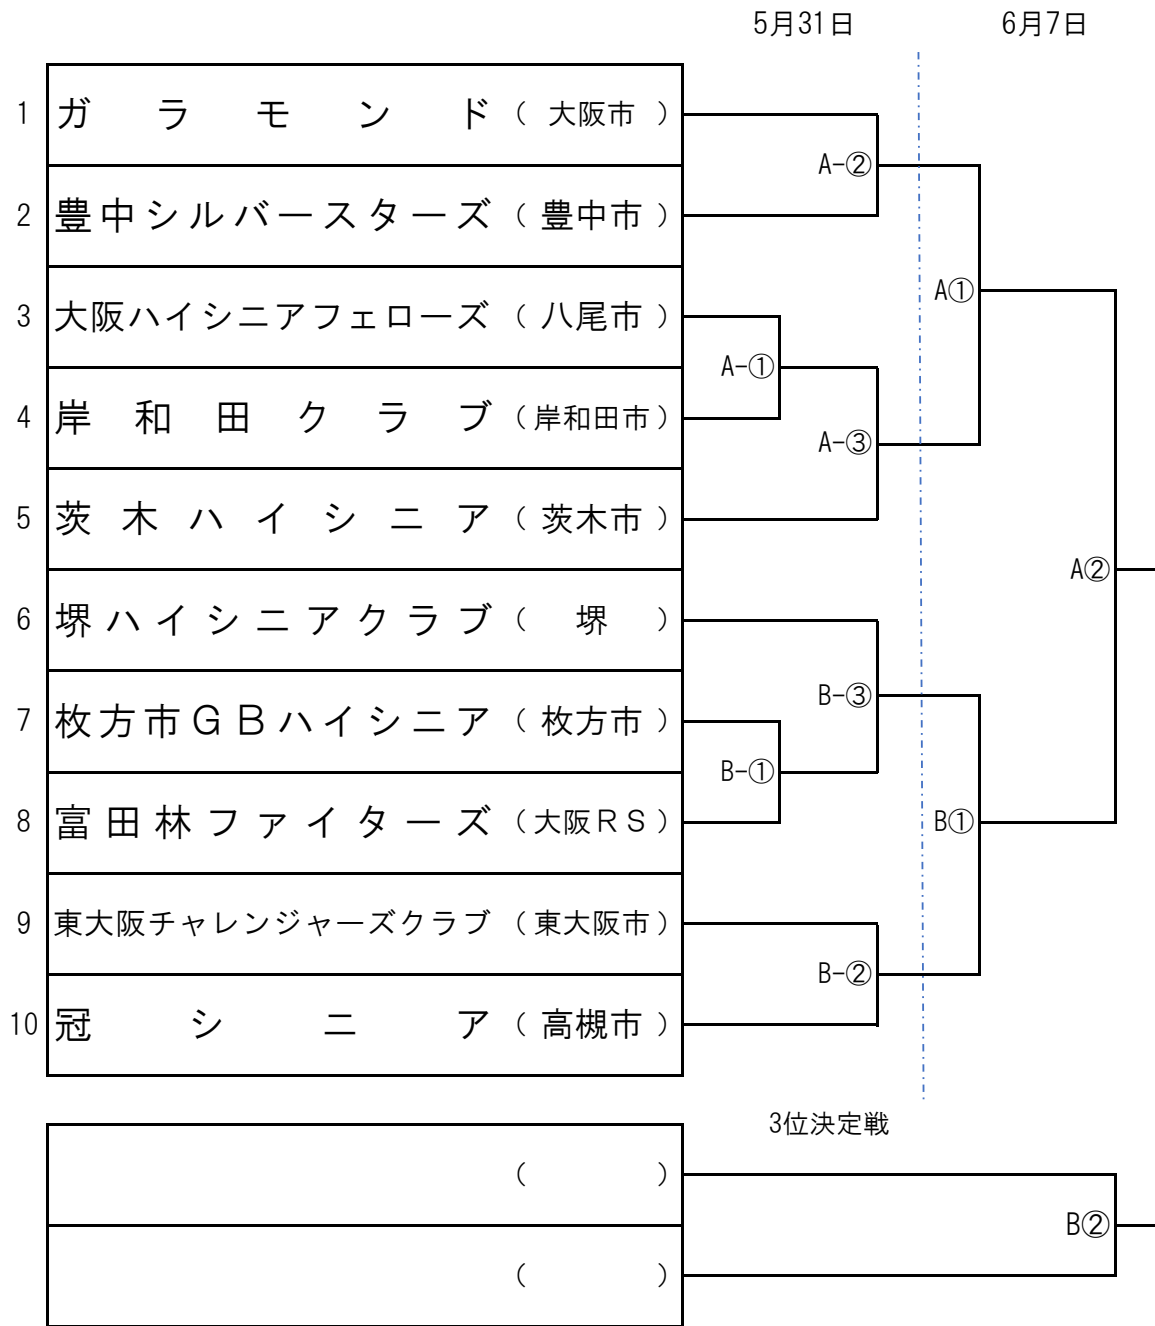 5月31日 6月7日
1 ガラモンド（大阪市）
A-②
2 豊中シルバースターズ（豊中市）
A①
3 大阪ハイシニアフェローズ（八尾市）
A-①
4 岸和田クラブ（岸和田市）
A-③
5 茨木ハイシニア（茨木市）
A②
6 堺ハイシニアクラブ（堺）
B-③
7 枚方市ＧＢハイシニア（枚方市）
B-①
8 富田林ファイターズ（大阪ＲＳ）
B①
9 東大阪チャレンジャーズクラブ（東大阪市）
B-②
10 冠シニア（高槻市）
3位決定戦
（ ）
B②
（ ）